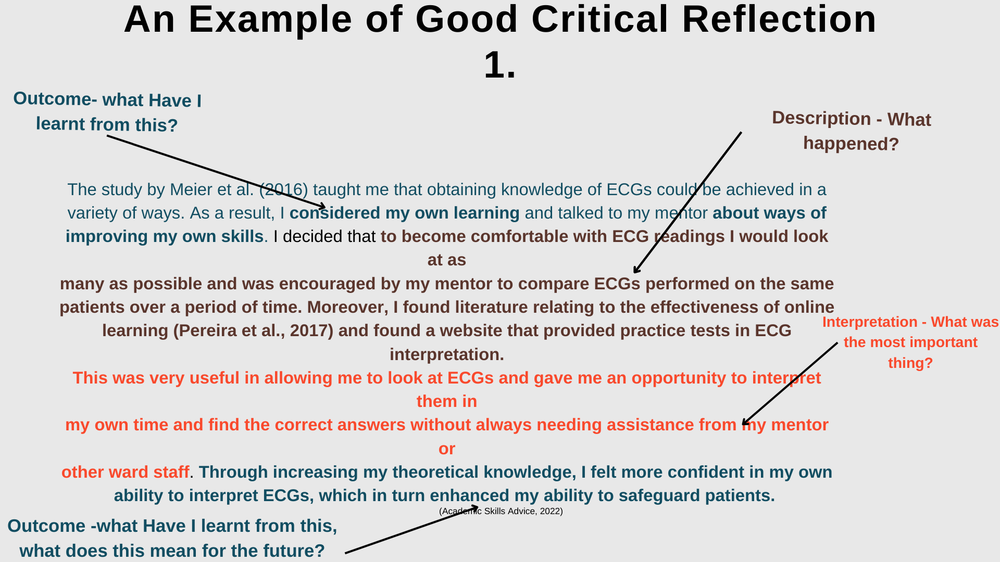 An Example of Good Critical Reflection
1.
Outcome- what Have I
learnt from this?
Description - What
happened?
The study by Meier et al. (2016) taught me that obtaining knowledge of ECGs could be achieved in a
variety of ways. As a result, I considered my own learning and talked to my mentor about ways of
improving my own skills. I decided that to become comfortable with ECG readings I would look
at as
many as possible and was encouraged by my mentor to compare ECGs performed on the same
patients over a period of time. Moreover, I found literature relating to the effectiveness of online
learning (Pereira et al., 2017) and found a website that provided practice tests in ECG
interpretation.
Interpretation - What was
the most important
thing?
This was very useful in allowing me to look at ECGs and gave me an opportunity to interpret
them in
my own time and find the correct answers without always needing assistance from my mentor
or
other ward staff. Through increasing my theoretical knowledge, I felt more confident in my own
ability to interpret ECGs, which in turn enhanced my ability to safeguard patients.
(Academic Skills Advice, 2022)
Outcome -what Have I learnt from this,
what does this mean for the future?